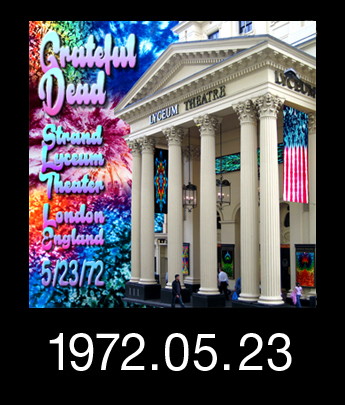 Grateful
Dead
Strand
Lyceum
Theater
London
England
5/23/72
LYCEUM THEATRE
LYCEUM
1972.05.23